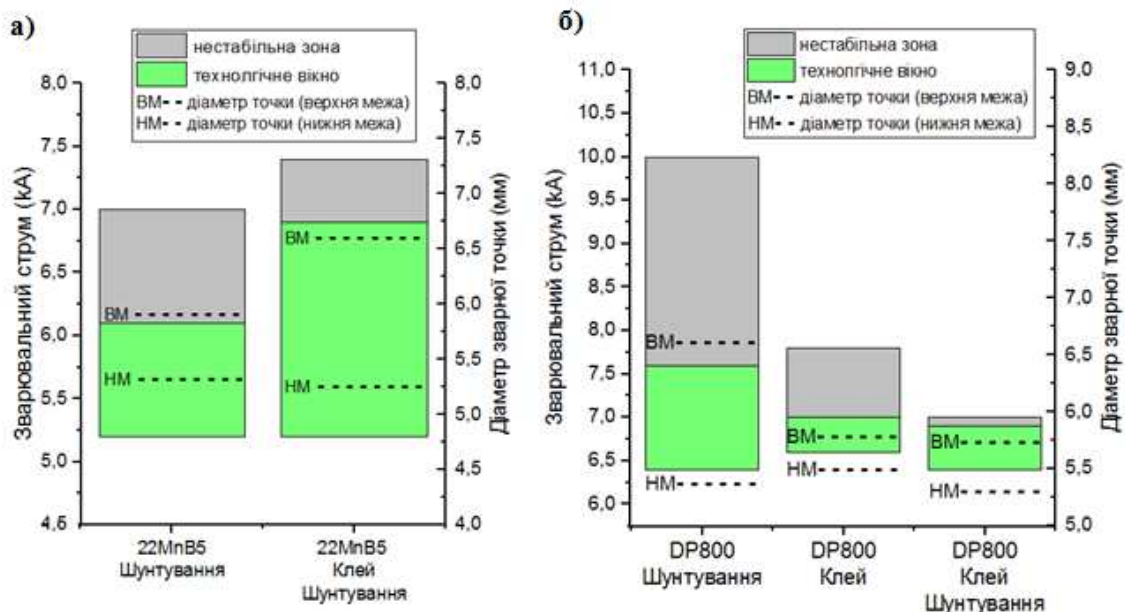 а)
нестабільна зона
технолгічне вікно
ВМ діаметр точки (верхня межа)
НМ діаметр точки (нижня межа)
Зварювальний струм (kA)
8,0
7,5
7,0
6,5
6,0
5,5
5,0
4,5
ВМ
НМ
ВМ
НМ
8,0
7,5
7,0
6,5
6,0
5,5
5,0
4,5
4,0
Діаметр зварної точки (мм)
22MnB5
Шунтування
22MnB5
Клей
Шунтування
б)
нестабільна зона
технопгічне вікно
ВМ діаметр точки (верхня межа)
НМ діаметр точки (нижня межа)
Зварювальний струм (kA)
11,0
10,5
10,0
9,5
9,0
8,5
8,0
7,5
7,0
6,5
6,0
ВМ
НМ
ВМ
НМ
ВМ
НМ
9,0
8,5
8,0
7,5
7,0
6,5
6,0
5,5
5,0
Діаметр зварної точки (мм)
DP800
Шунтування
DP800
Клей
DP800
Клей
Шунтування